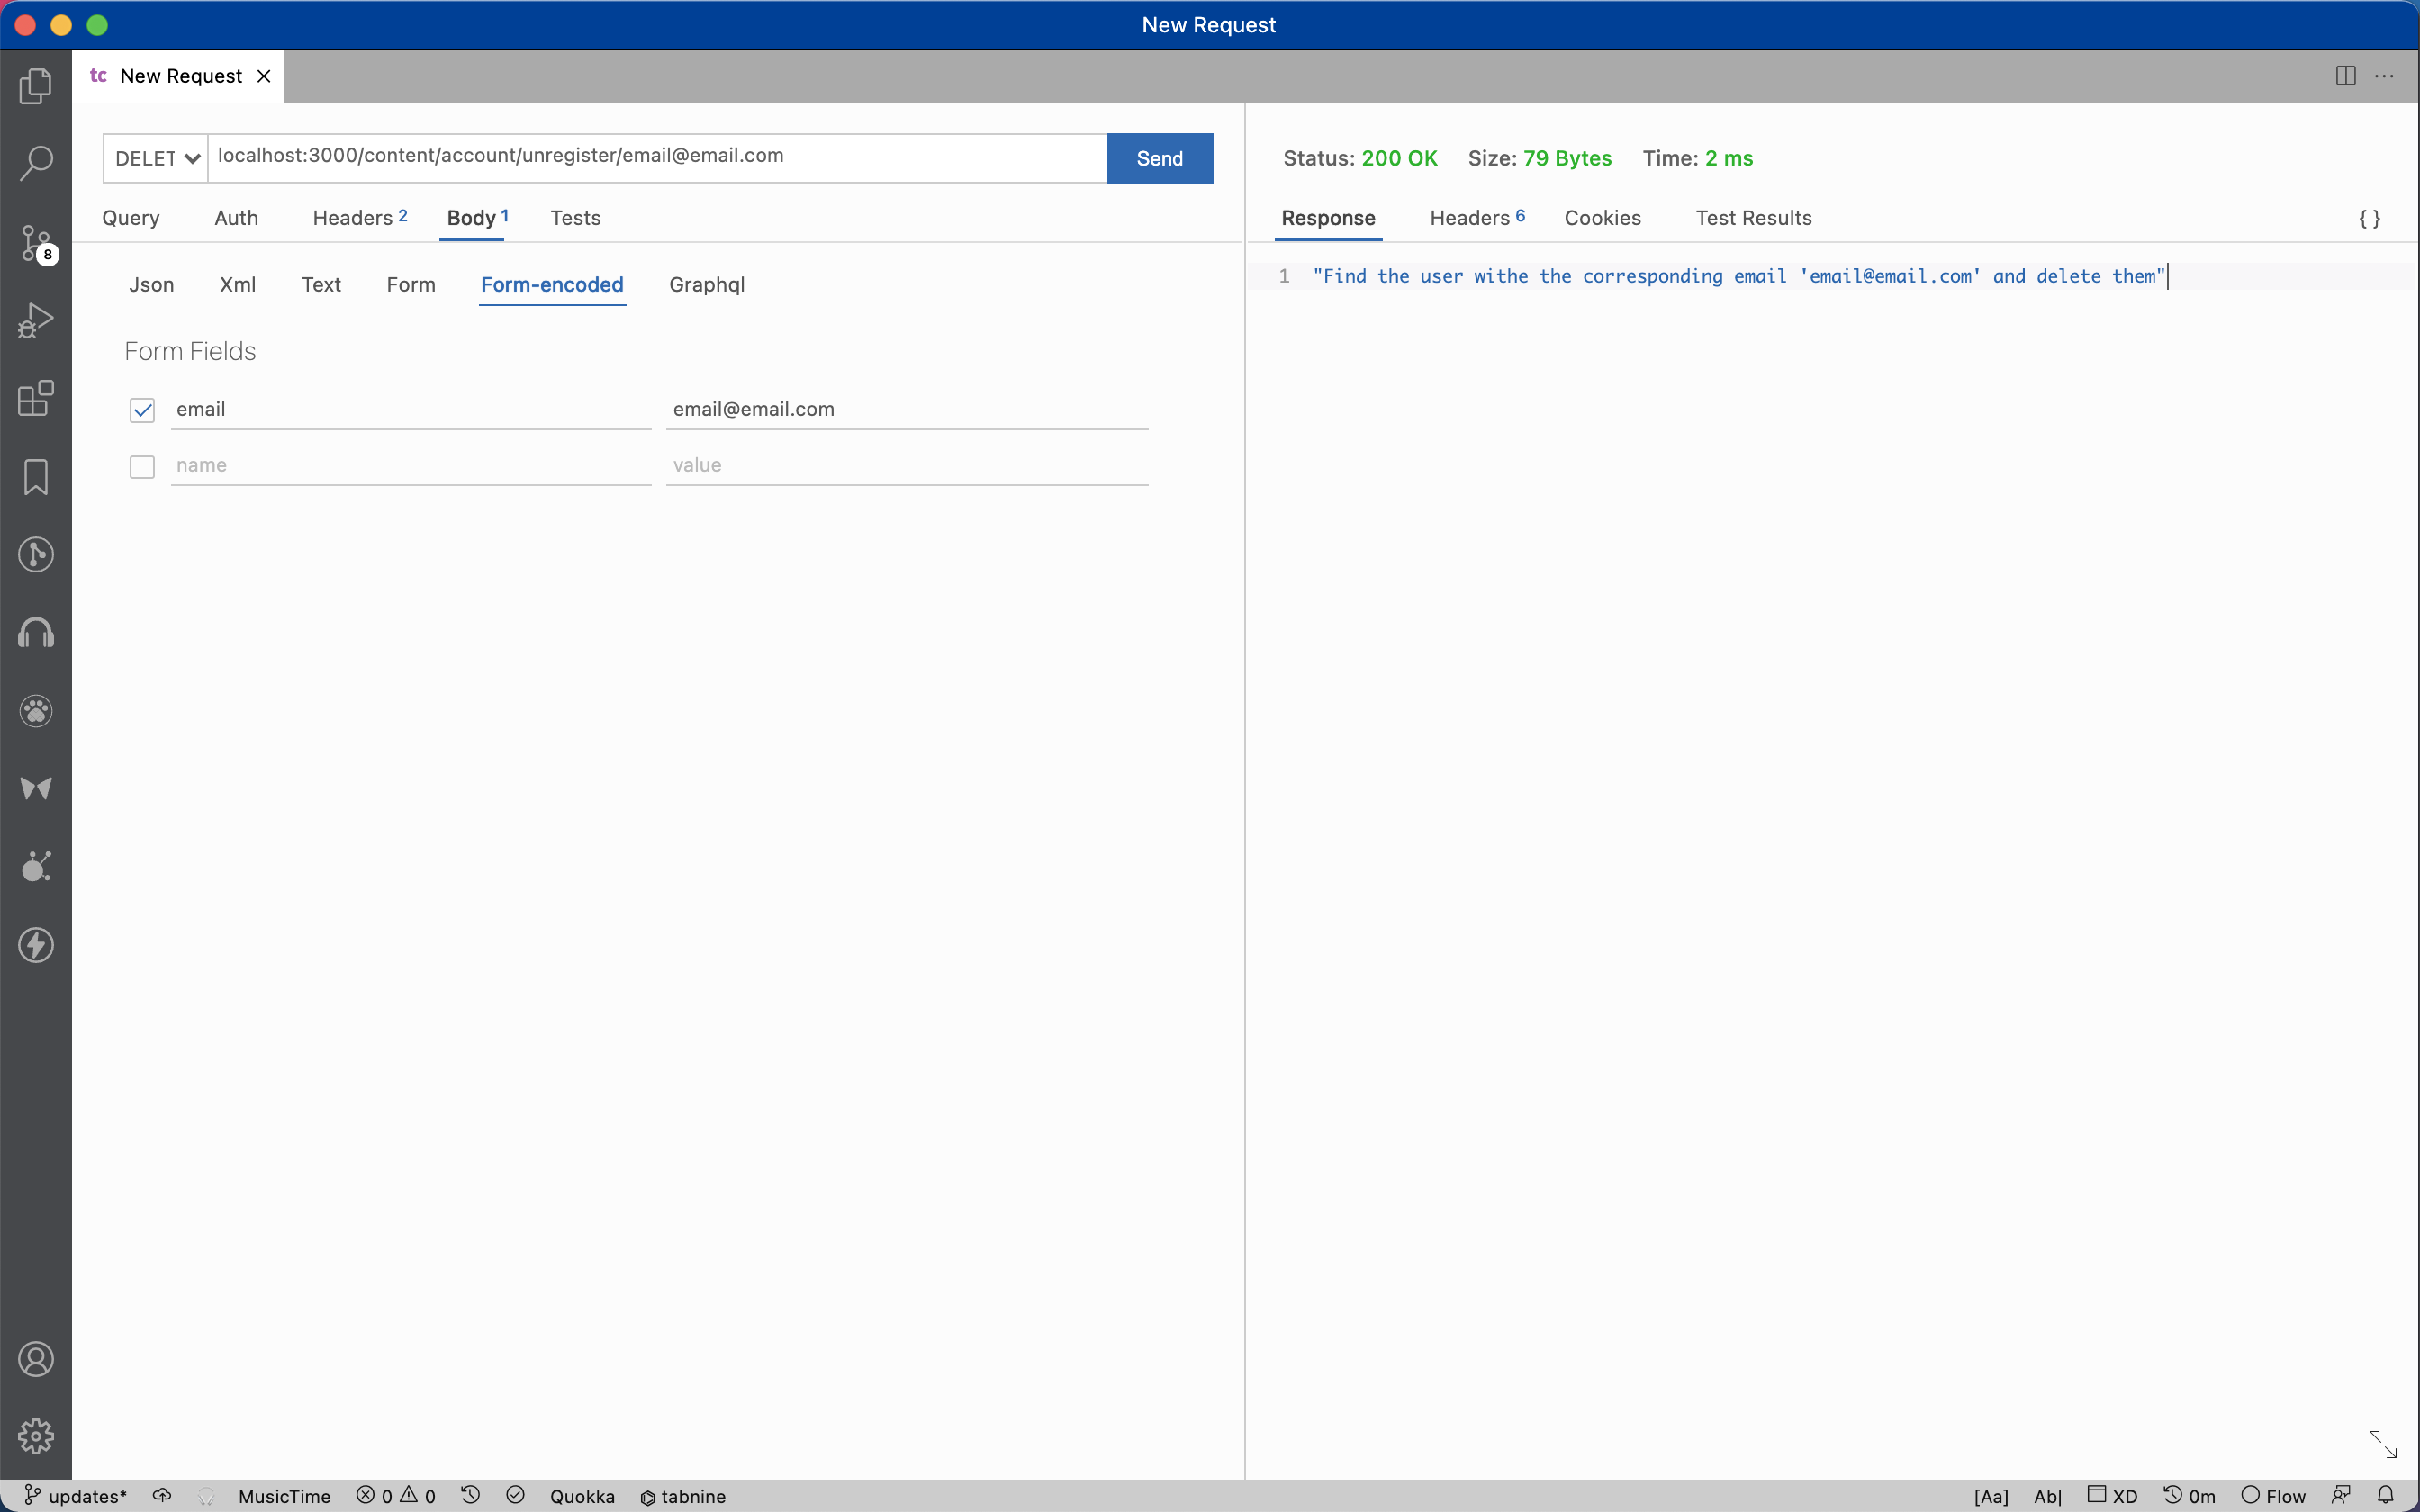 New Request
tc New Request
DELET localhost:3000/content/account/unregister/email@email.com Send
Status: 200 OK Size: 79 Bytes Time: 2 ms
Query Auth Headers 2 Body 1 Tests
Response Headers 6 Cookies Test Results { }
8
Json Xml Text Form Form-encoded Graphql
1 "Find the user withe the corresponding email 'email@email.com' and delete them"
Form Fields
email email@email.com
name value
updates* MusicTime 0 0 Quokka tabnine [Aa] Ab| XD 0m Flow